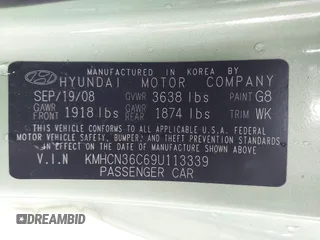 MANUFACTURED IN KOREA BY
HYUNDAI MOTOR COMPANY
SEP/19/08 GVWR 3638 lbs PAINT G8
GAWR FRONT 1918 lbs GAWR REAR 1874 lbs TRIM WK
THIS VEHICLE CONFORMS TO ALL APPLICABLE U.S.A. FEDERAL
MOTOR VEHICLE SAFETY, BUMPER, AND THEFT PREVENTION
STANDARDS IN EFFECT ON THE DATE OF MANUFACTURE
SHOWN ABOVE.
V.I.N KMHCN36C69U113339
PASSENGER CAR
DREAMBID